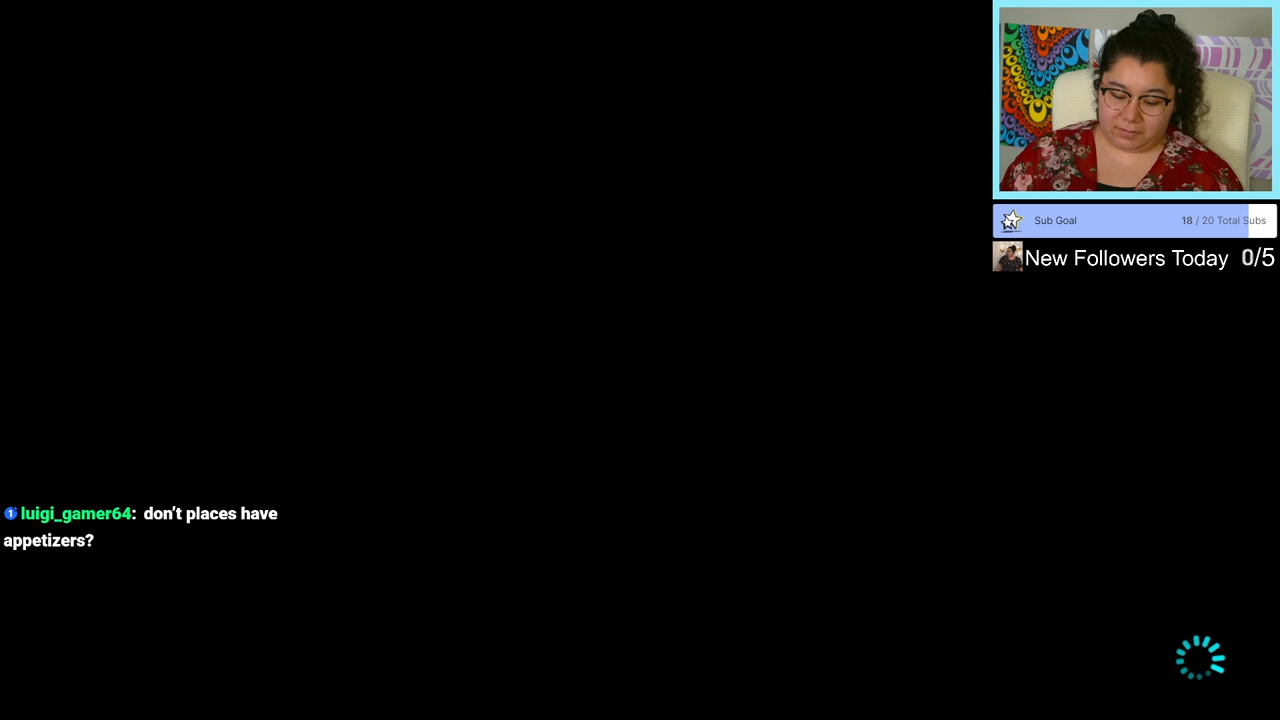 Sub Goal 18 / 20 Total Subs
New Followers Today 0/5
luigi_gamer64: don't places have
appetizers?